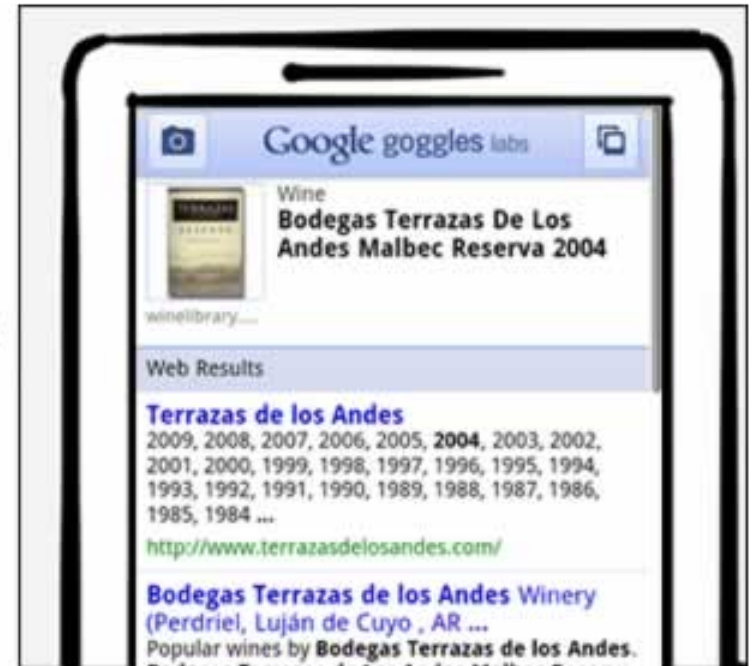 Google goggles labs
Wine
Bodegas Terrazas De Los
Andes Malbec Reserva 2004
TERRAZAS
RESERVA
winelibrary....
Web Results
Terrazas de los Andes
2009, 2008, 2007, 2006, 2005, 2004, 2003, 2002,
2001, 2000, 1999, 1998, 1997, 1996, 1995, 1994,
1993, 1992, 1991, 1990, 1989, 1988, 1987, 1986,
1985, 1984 ...
http://www.terrazasdelosandes.com/
Bodegas Terrazas de los Andes Winery
(Perdriel, Luján de Cuyo , AR ...
Popular wines by Bodegas Terrazas de los Andes.